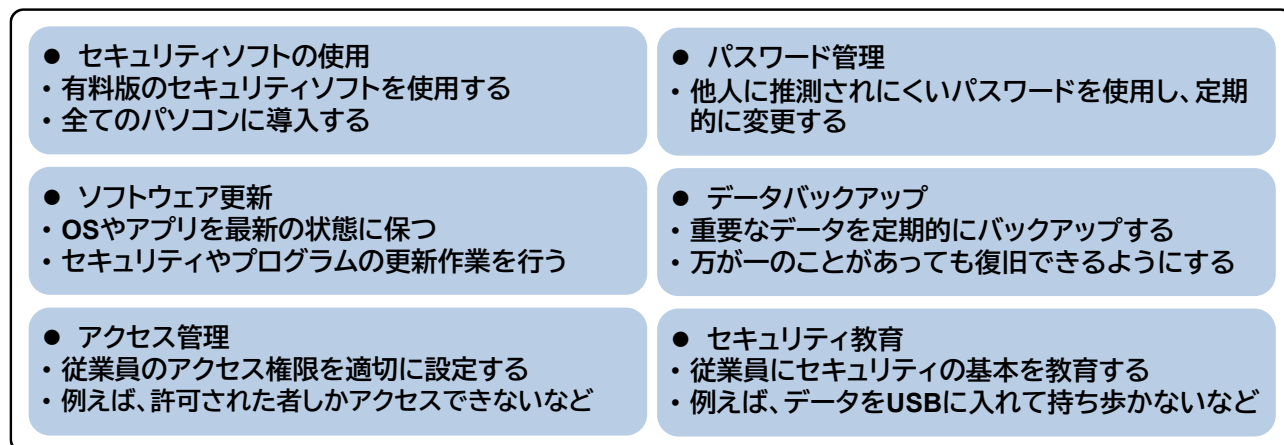 ● セキュリティソフトの使用
・有料版のセキュリティソフトを使用する
・全てのパソコンに導入する
● パスワード管理
・他人に推測されにくいパスワードを使用し、定期
的に変更する
● ソフトウェア更新
・OSやアプリを最新の状態に保つ
・セキュリティやプログラムの更新作業を行う
● データバックアップ
・重要なデータを定期的にバックアップする
・万が一のことがあっても復旧できるようにする
● アクセス管理
・従業員のアクセス権限を適切に設定する
・例えば、許可された者しかアクセスできないなど
● セキュリティ教育
・従業員にセキュリティの基本を教育する
・例えば、データをUSBに入れて持ち歩かないなど